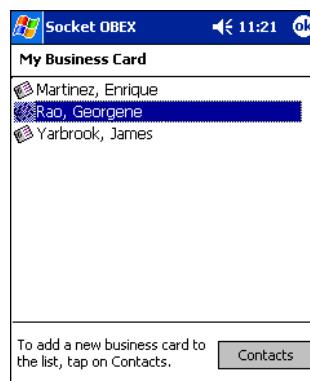 Socket OBEX 11:21 ok
My Business Card
Martinez, Enrique
Rao, Georgene
Yarbrook, James
To add a new business card to
the list, tap on Contacts.
Contacts